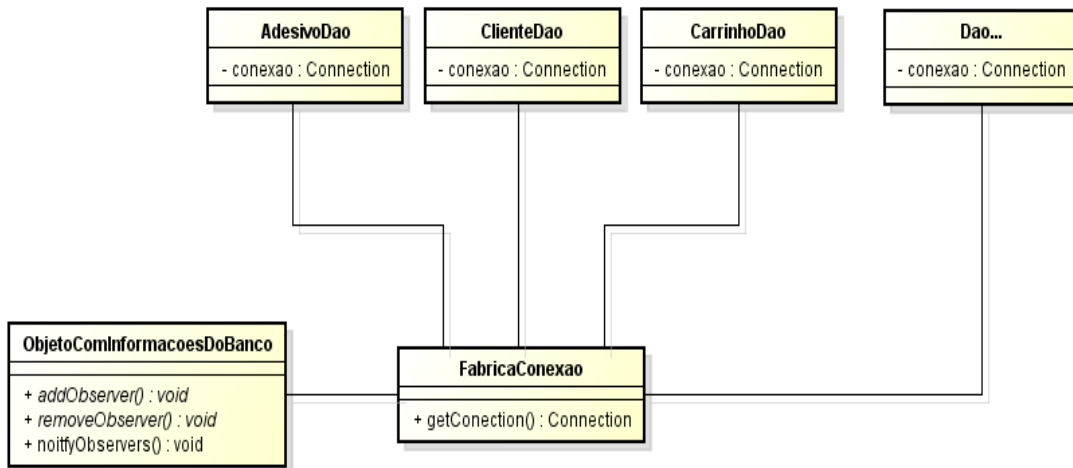 AdesivoDao
- conexao : Connection
ClienteDao
- conexao : Connection
CarrinhoDao
- conexao : Connection
Dao...
- conexao : Connection
ObjetoComInformacoesDoBanco
+ addObserver() : void
+ removeObserver() : void
+ noitfyObservers() : void
FabricaConexao
+ getConection() : Connection